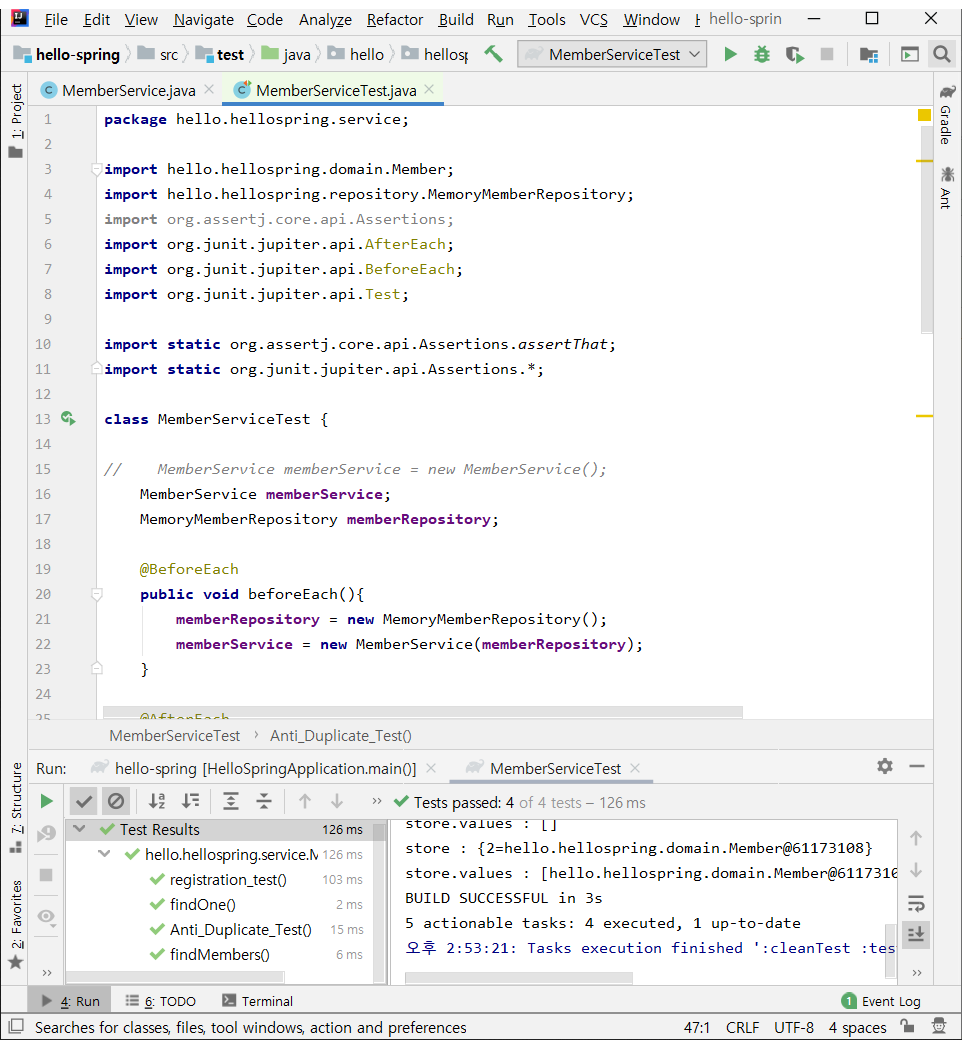 File Edit View Navigate Code Analyze Refactor Build Run Tools VCS Window hello-sprin
hello-spring src test java hello hellosp MemberServiceTest
MemberService.java MemberServiceTest.java
1: Project
Gradle
Ant
1 package hello.hellospring.service;
2
3 import hello.hellospring.domain.Member;
4 import hello.hellospring.repository.MemoryMemberRepository;
5 import org.assertj.core.api.Assertions;
6 import org.junit.jupiter.api.AfterEach;
7 import org.junit.jupiter.api.BeforeEach;
8 import org.junit.jupiter.api.Test;
9
10 import static org.assertj.core.api.Assertions.assertThat;
11 import static org.junit.jupiter.api.Assertions.*;
12
13 class MemberServiceTest {
14
15 // MemberService memberService = new MemberService();
16 MemberService memberService;
17 MemoryMemberRepository memberRepository;
18
19 @BeforeEach
20 public void beforeEach(){
21 memberRepository = new MemoryMemberRepository();
22 memberService = new MemberService(memberRepository);
23 }
24
25 @AfterEach
MemberServiceTest › Anti_Duplicate_Test()
Run: hello-spring [HelloSpringApplication.main()] MemberServiceTest
7: Structure
2: Favorites
» Tests passed: 4 of 4 tests – 126 ms
Test Results 126 ms
hello.hellospring.service.M 126 ms
registration_test() 103 ms
findOne() 2 ms
Anti_Duplicate_Test() 15 ms
findMembers() 6 ms
store.values : []
store : {2=hello.hellospring.domain.Member@61173108}
store.values : [hello.hellospring.domain.Member@6117310
BUILD SUCCESSFUL in 3s
5 actionable tasks: 4 executed, 1 up-to-date
오후 2:53:21: Tasks execution finished ':cleanTest :tes
4: Run 6: TODO Terminal 1 Event Log
Searches for classes, files, tool windows, action and preferences 47:1 CRLF UTF-8 4 spaces